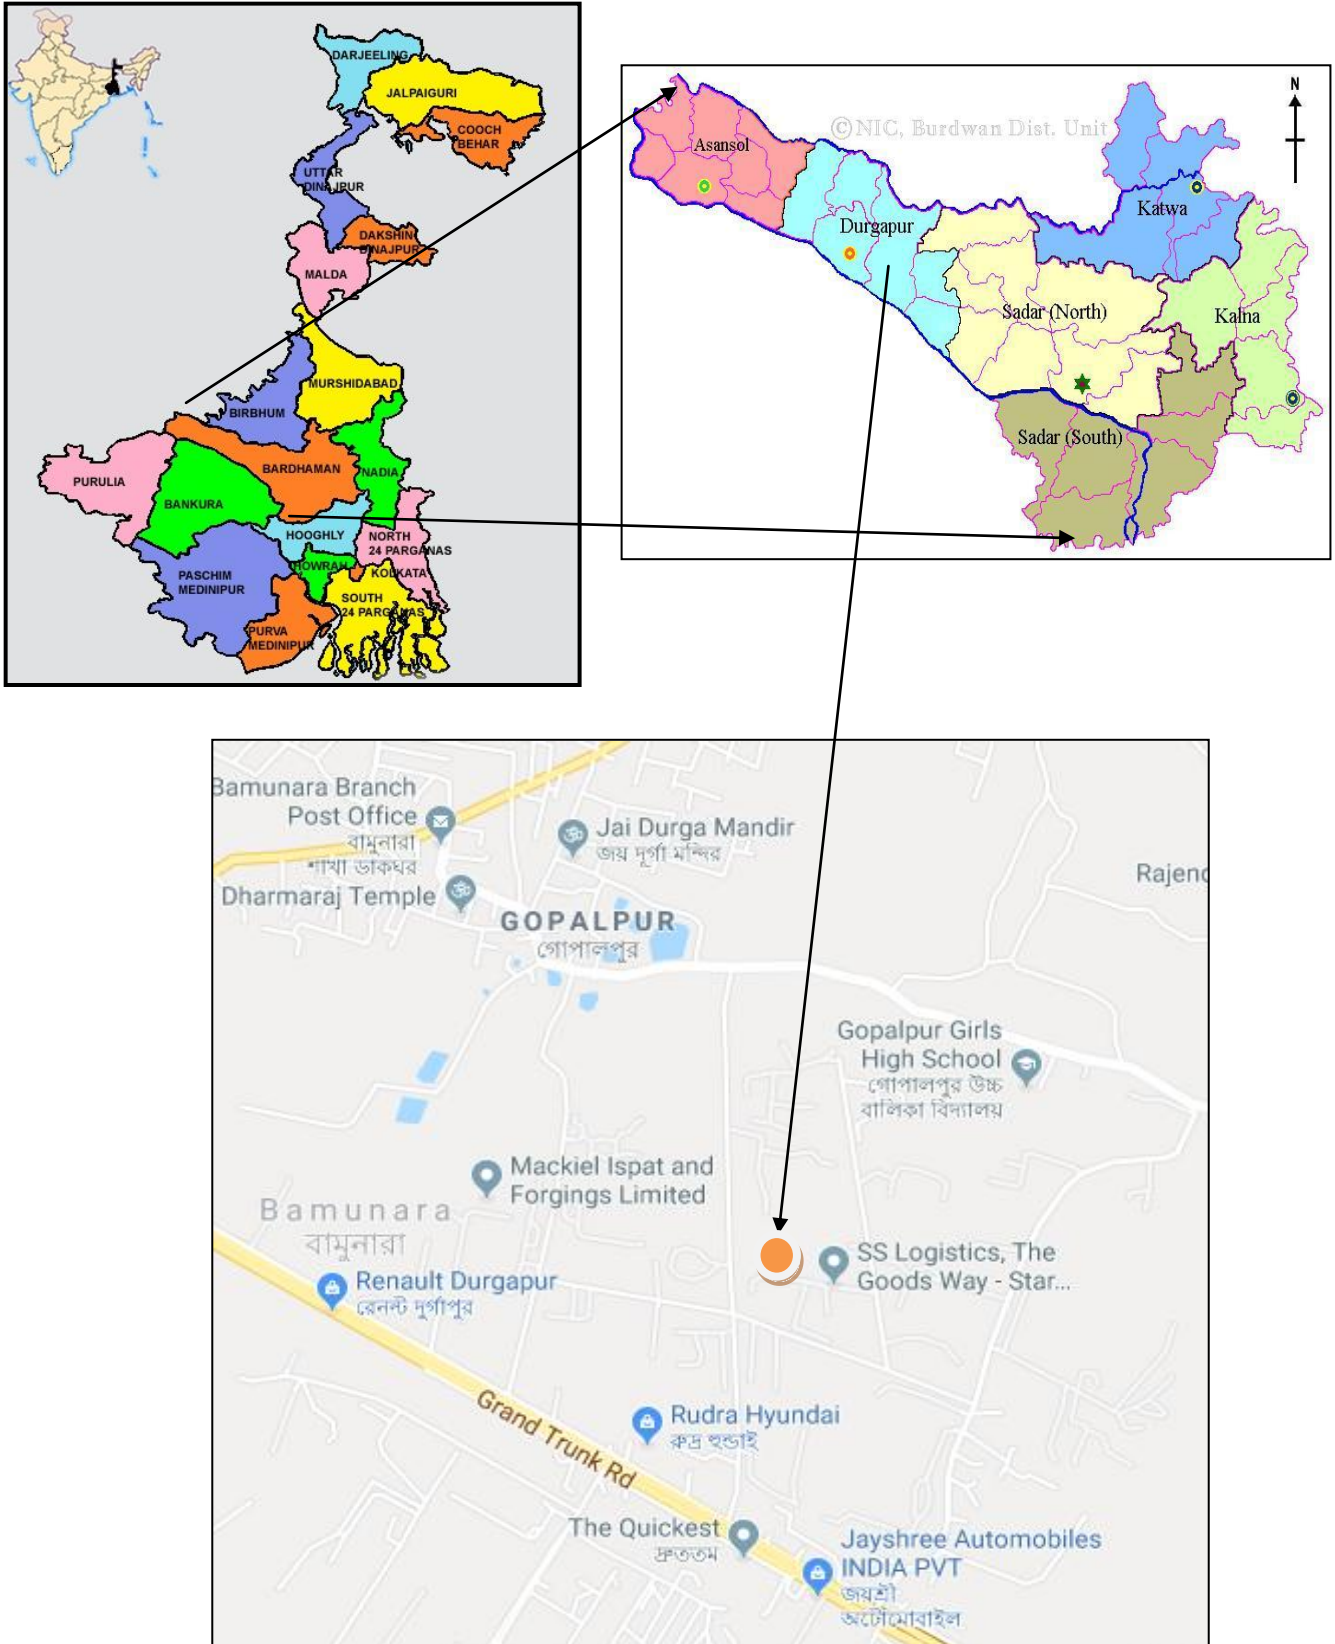 DARJEELING
JALPAIGURI
COOCH
BEHAR
UTTAR
DINAJPUR
DAKSHIN
DINAJPUR
MALDA
MURSHIDABAD
BIRBHUM
BARDHAMAN
NADIA
PURULIA
BANKURA
HOOGHLY
NORTH
24 PARGANAS
HOWRAH
KOLKATA
PASCHIM
MEDINIPUR
SOUTH
24 PARGANAS
PURVA
MEDINIPUR
N
©NIC, Burdwan Dist. Unit
Asansol
Katwa
Durgapur
Sadar (North)
Kalna
Sadar (South)
Bamunara Branch
Post Office
বামুনারা
শাখা ডাকঘর
Jai Durga Mandir
জয় দূর্গা মন্দির
Dharmaraj Temple
Rajend
GOPALPUR
গোপালপুর
Gopalpur Girls
High School
গোপালপুর উচ্চ
বালিকা বিদ্যালয়
Mackiel Ispat and
Forgings Limited
Bamunara
বামুনারা
SS Logistics, The
Goods Way - Star...
Renault Durgapur
রেনল্ট দুর্গাপুর
Grand Trunk Rd
Rudra Hyundai
রুদ্র হুন্ডাই
The Quickest
দ্রুততম
Jayshree Automobiles
INDIA PVT
জয়শ্রী
অটোমোবাইল